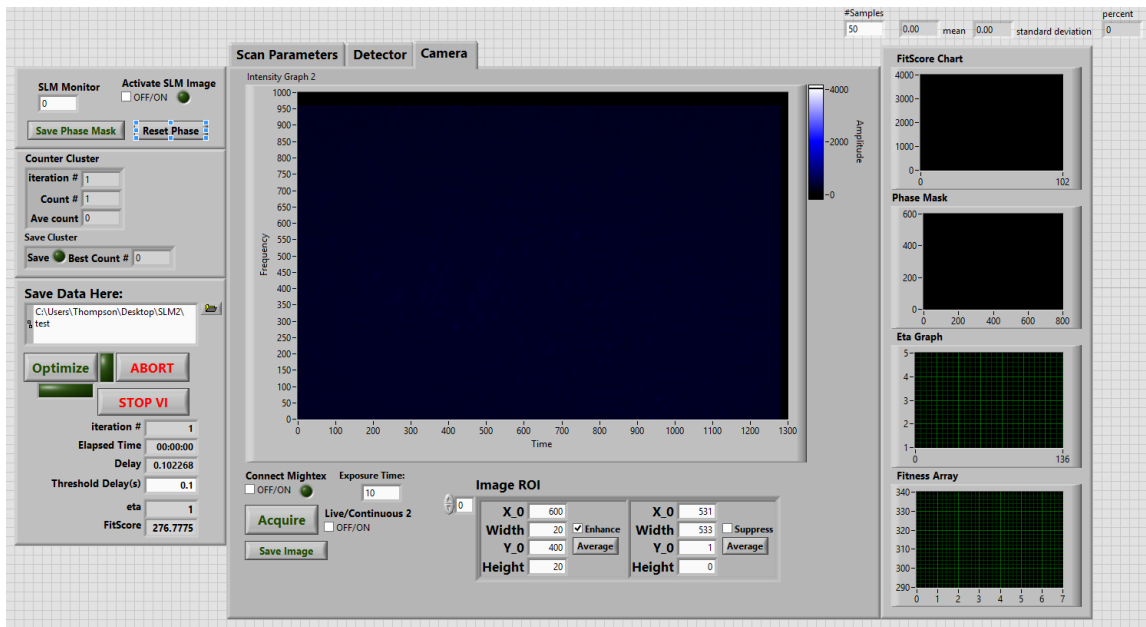 #Samples percent
50 0.00 mean 0.00 standard deviation 0
Scan Parameters Detector Camera
SLM Monitor Activate SLM Image
0 OFF/ON
Save Phase Mask Reset Phase
Counter Cluster
iteration # 1
Count # 1
Ave count 0
Save Cluster
Save Best Count # 0
Save Data Here:
C:\Users\Thompson\Desktop\SLM2\
test
Optimize ABORT
STOP VI
iteration # 1
Elapsed Time 00:00:00
Delay 0.102268
Threshold Delay(s) 0.1
eta 1
FitScore 276.7775
Intensity Graph 2
1000
950
900
850
800
750
700
650
600
550
500
450
400
350
300
250
200
150
100
50
0
Frequency
0 100 200 300 400 500 600 700 800 900 1000 1100 1200 1300
Time
4000
2000
0
Amplitude
Connect Mightex Exposure Time:
OFF/ON 10
Acquire Live/Continuous 2
OFF/ON
Save Image
0
Image ROI
X_0 600 X_0 531
Width 20 Enhance Width 533 Suppress
Y_0 400 Average Y_0 1 Average
Height 20 Height 0
FitScore Chart
4000
3000
2000
1000
0
0 102
Phase Mask
600
400
200
0
0 200 400 600 800
Eta Graph
5
4
3
2
1
0 136
Fitness Array
340
330
320
310
300
290
0 1 2 3 4 5 6 7